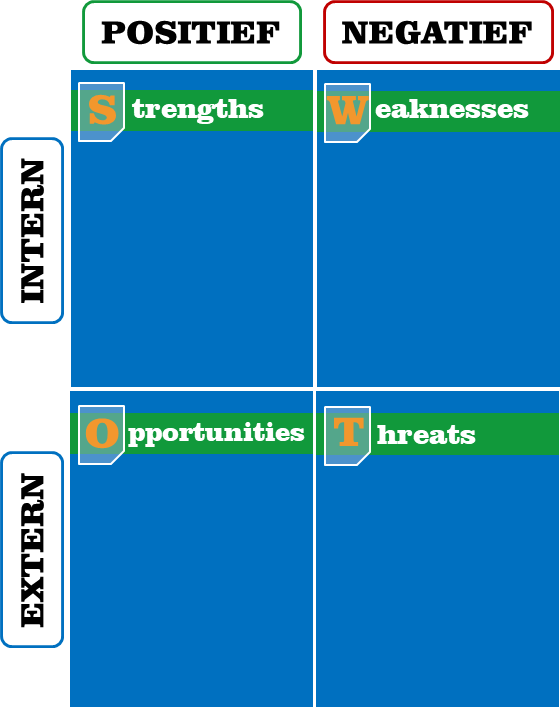 POSITIEF NEGATIEF
INTERN
Strengths Weaknesses
EXTERN
Opportunities Threats